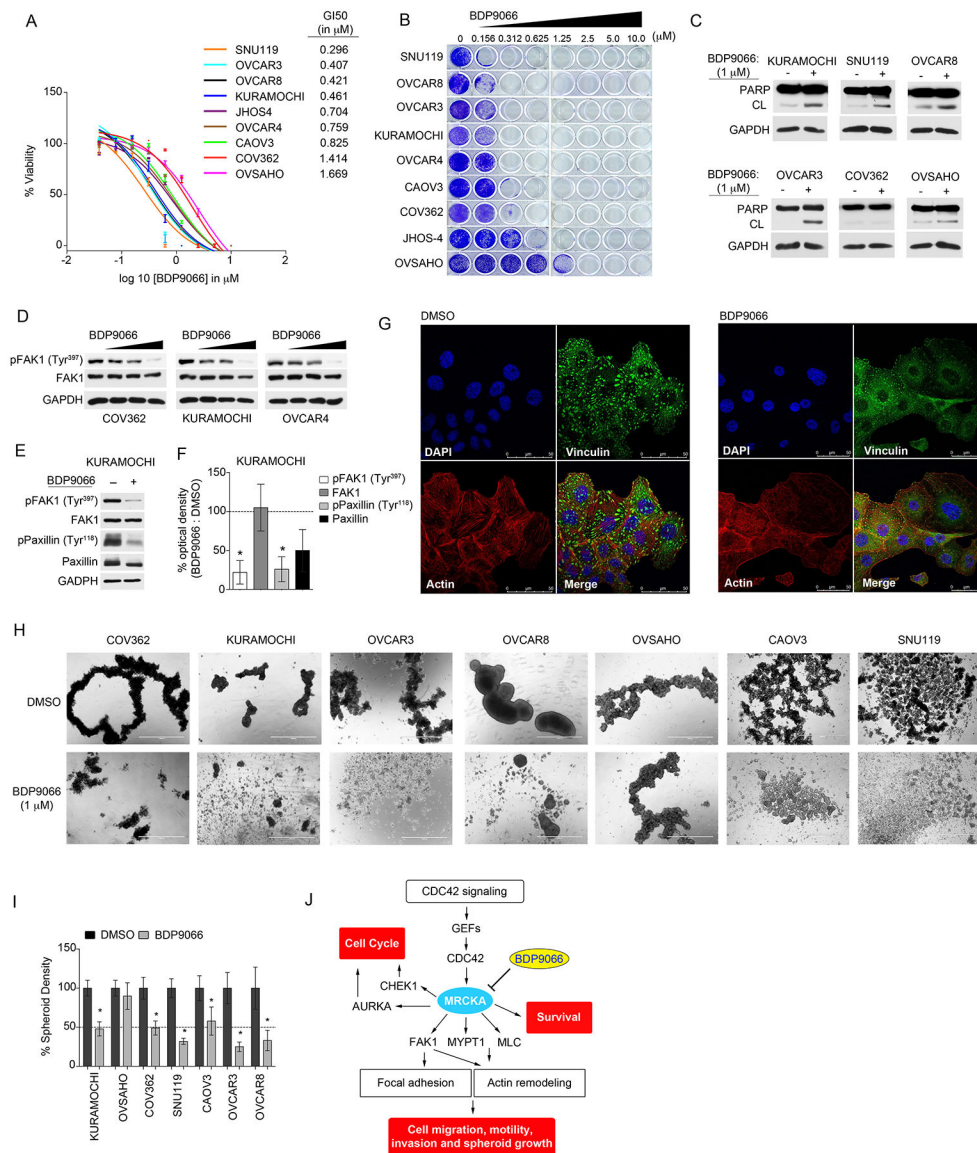 A
GI50
(in μM)
SNU119 0.296
OVCAR3 0.407
OVCAR8 0.421
KURAMOCHI 0.461
JHOS4 0.704
OVCAR4 0.759
CAOV3 0.825
COV362 1.414
OVSAHO 1.669
% Viability
150
100
50
0
-2 -1 0 1 2
log 10 [BDP9066] in μM
B
BDP9066
0 0.156 0.312 0.625 1.25 2.5 5.0 10.0 (μM)
SNU119
OVCAR8
OVCAR3
KURAMOCHI
OVCAR4
CAOV3
COV362
JHOS-4
OVSAHO
C
BDP9066: KURAMOCHI SNU119 OVCAR8
(1 μM) - + - + - +
PARP
CL
GAPDH
BDP9066: OVCAR3 COV362 OVSAHO
(1 μM) - + - + - +
PARP
CL
GAPDH
D
BDP9066 BDP9066 BDP9066
pFAK1 (Tyr397)
FAK1
GAPDH
COV362 KURAMOCHI OVCAR4
E
KURAMOCHI
BDP9066 – +
pFAK1 (Tyr397)
FAK1
pPaxillin (Tyr118)
Paxillin
GADPH
F
KURAMOCHI
% optical density
(BDP9066 : DMSO)
150
100
50
0
* *
pFAK1 (Tyr397)
FAK1
pPaxillin (Tyr118)
Paxillin
G
DMSO
DAPI Vinculin
Actin Merge
BDP9066
DAPI Vinculin
Actin Merge
H
COV362 KURAMOCHI OVCAR3 OVCAR8 OVSAHO CAOV3 SNU119
DMSO
BDP9066
(1 μM)
I
DMSO BDP9066
% Spheroid Density
150
100
50
0
* * * * * *
KURAMOCHI
OVSAHO
COV362
SNU119
CAOV3
OVCAR3
OVCAR8
J
CDC42 signaling
GEFs
Cell Cycle
CDC42
BDP9066
CHEK1
MRCKA
AURKA
Survival
FAK1 MYPT1 MLC
Focal adhesion Actin remodeling
Cell migration, motility,
invasion and spheroid growth